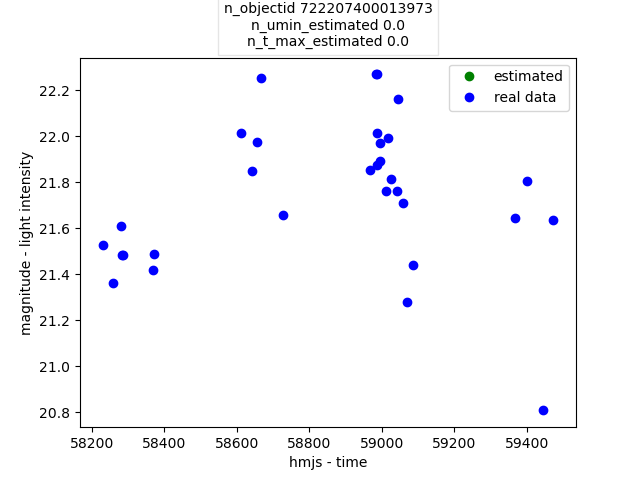 n_objectid 722207400013973
n_umin_estimated 0.0
n_t_max_estimated 0.0
estimated
real data
magnitude - light intensity
22.2
22.0
21.8
21.6
21.4
21.2
21.0
20.8
58200 58400 58600 58800 59000 59200 59400
hmjs - time